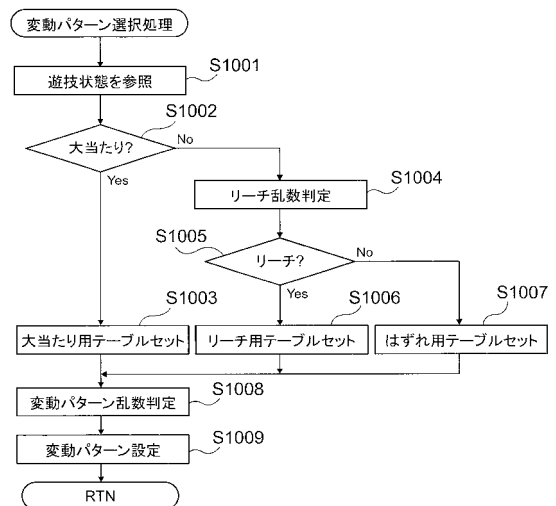 変動パターン選択処理
S1001
遊技状態を参照
S1002
大当たり?
No
Yes
S1004
リーチ乱数判定
S1005
リーチ?
No
Yes
S1003
大当たり用テーブルセット
S1006
リーチ用テーブルセット
S1007
はずれ用テーブルセット
S1008
変動パターン乱数判定
S1009
変動パターン設定
RTN